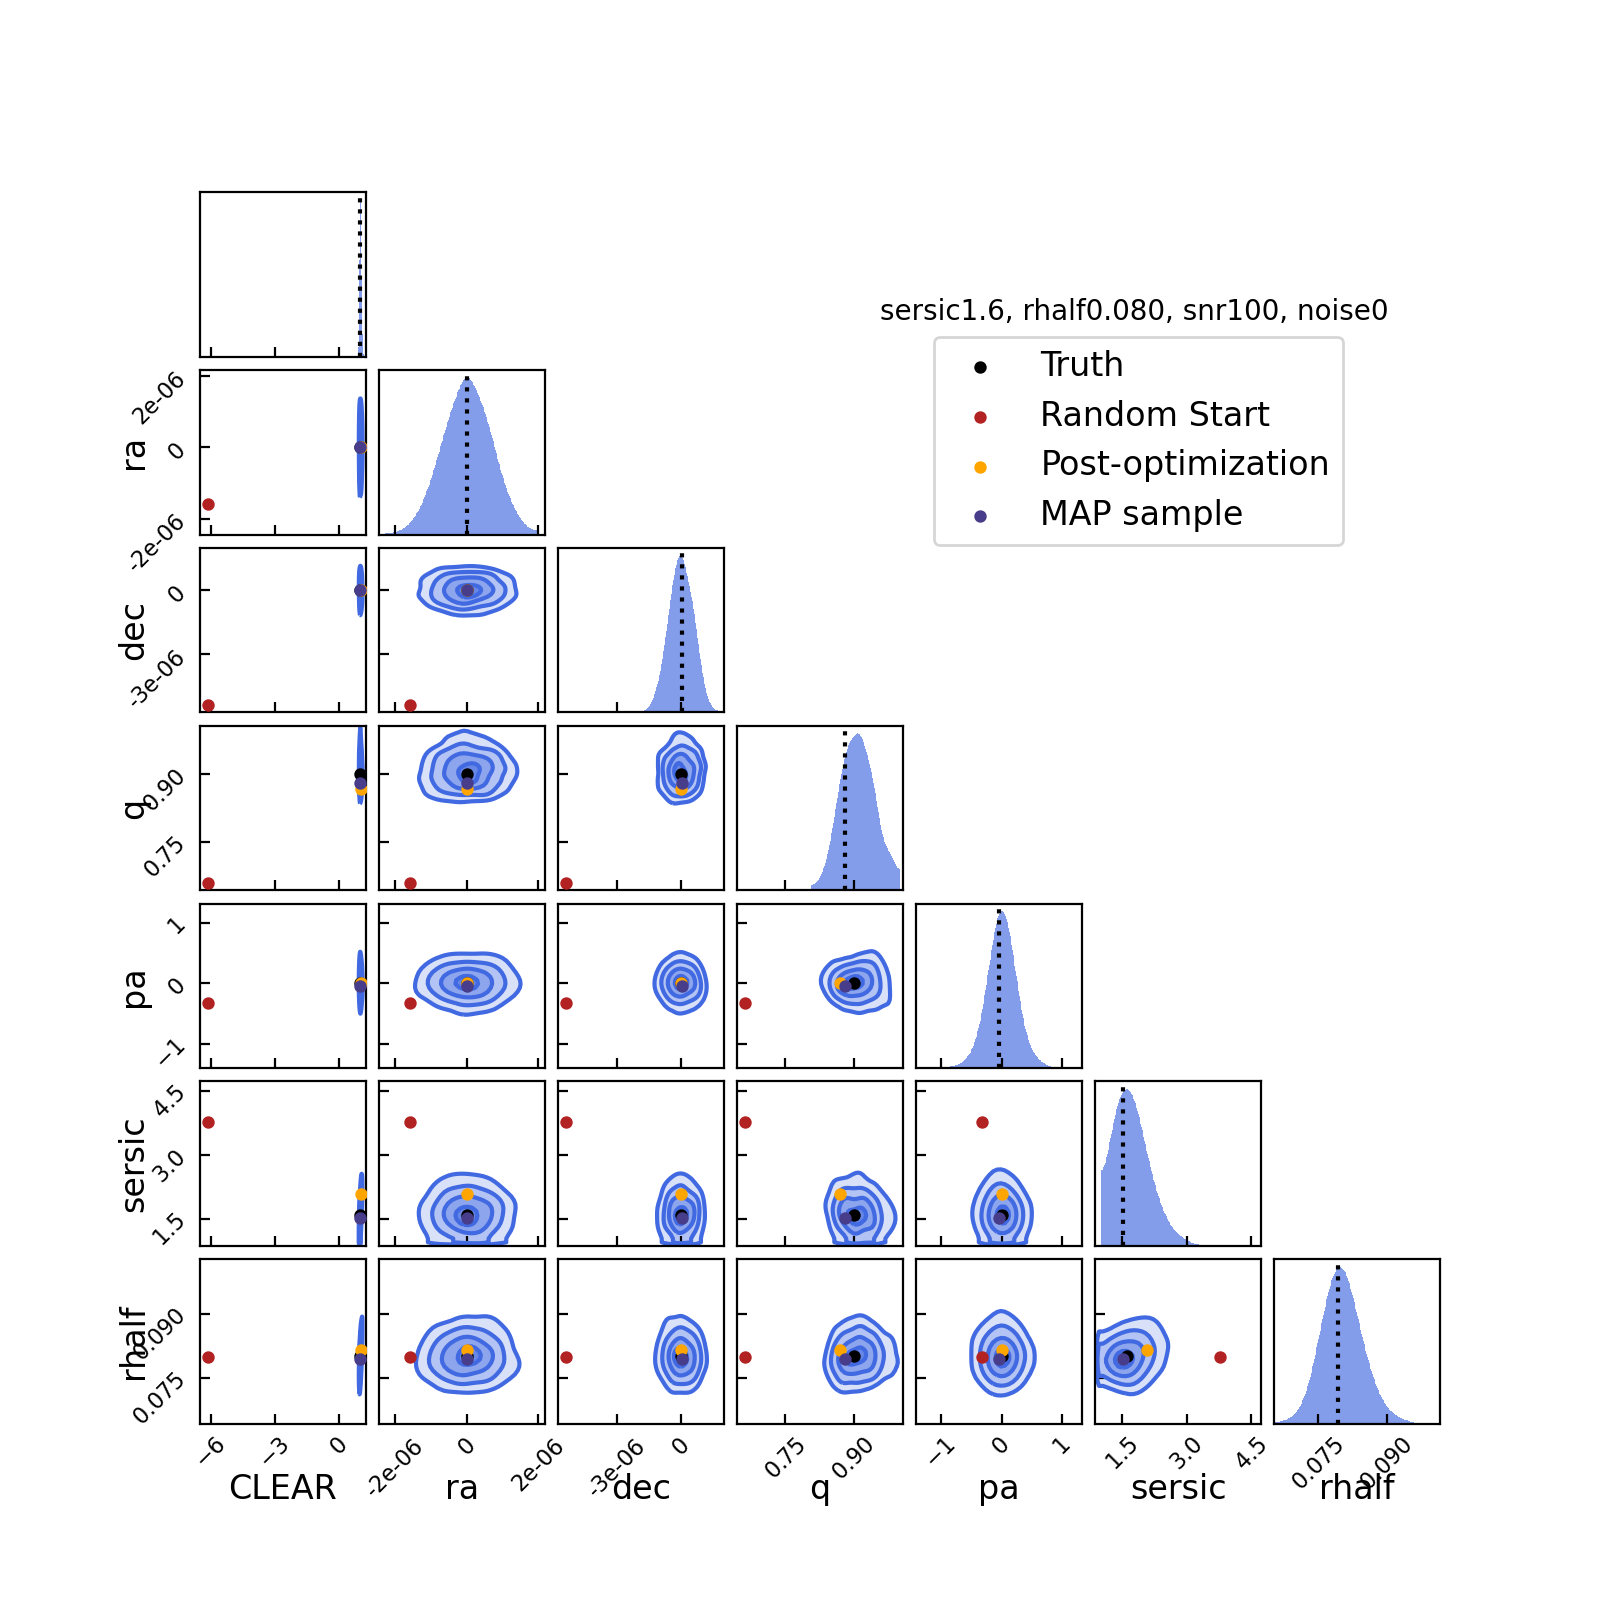 sersic1.6, rhalf0.080, snr100, noise0
Truth
Random Start
Post-optimization
MAP sample
2e-06
0
-2e-06
ra
0
-3e-06
dec
0.90
0.75
q
1
0
−1
pa
4.5
3.0
1.5
sersic
0.090
0.075
rhalf
−6 −3 0
CLEAR
-2e-06 0 2e-06
ra
-3e-06 0
dec
0.75 0.90
q
−1 0 1
pa
1.5 3.0 4.5
sersic
0.075 0.090
rhalf